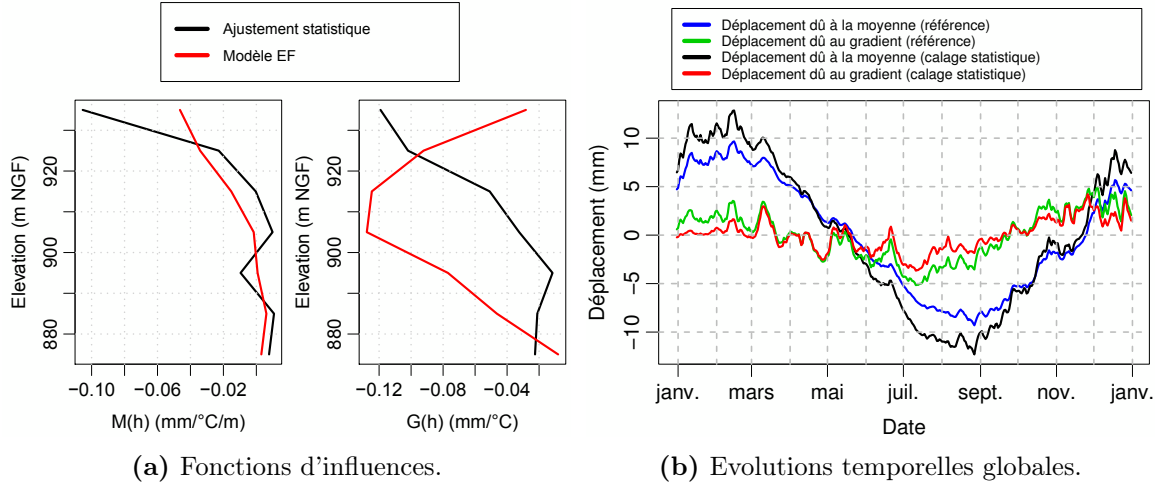 Ajustement statistique
Modèle EF
Elevation (m NGF)
920
900
880
−0.10
−0.06
−0.02
M(h) (mm/°C/m)
Elevation (m NGF)
920
900
880
−0.12
−0.08
−0.04
G(h) (mm/°C)
(a) Fonctions d'influences.
Déplacement dû à la moyenne (référence)
Déplacement dû au gradient (référence)
Déplacement dû à la moyenne (calage statistique)
Déplacement dû au gradient (calage statistique)
Déplacement (mm)
10
5
0
−5
−10
janv.
mars
mai
juil.
sept.
nov.
janv.
Date
(b) Evolutions temporelles globales.